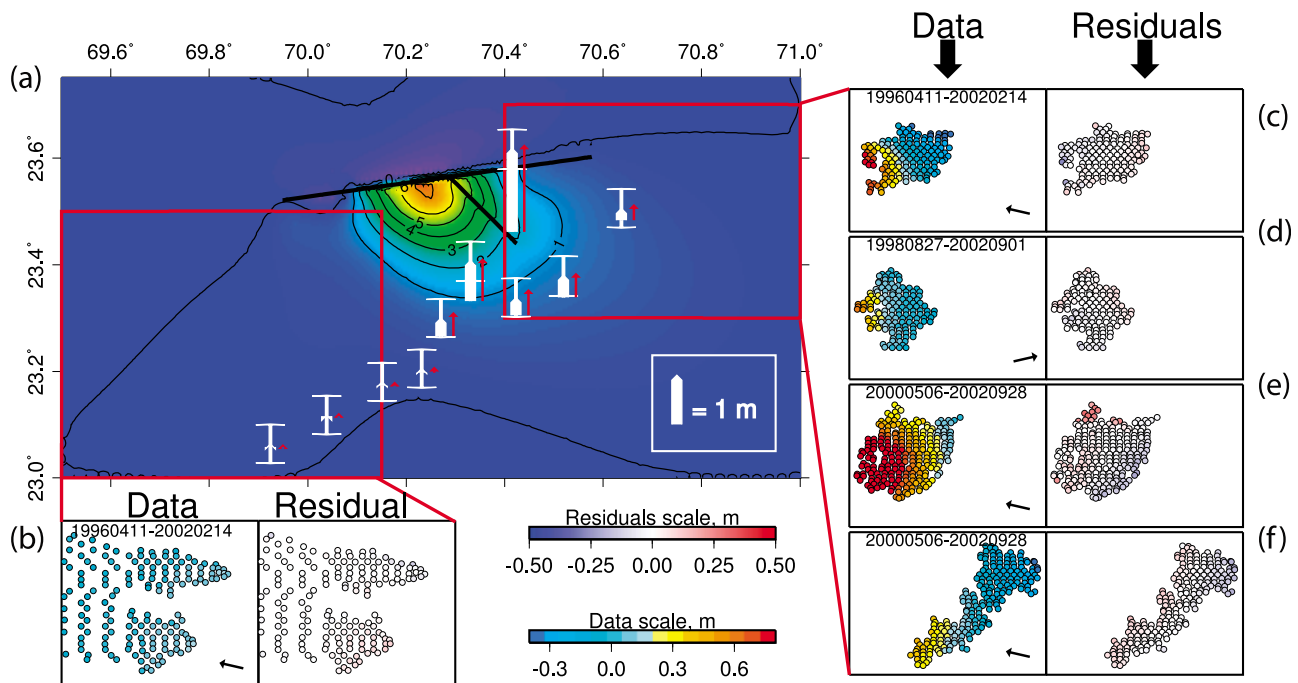 Data Residuals
(a)
69.6° 69.8° 70.0° 70.2° 70.4° 70.6° 70.8° 71.0°
23.6°
23.4°
23.2°
23.0°
5
4
3
2
1
= 1 m
19960411-20020214
(c)
19980827-20020901
(d)
20000506-20020928
(e)
20000506-20020928
(f)
Data Residual
(b)
19960411-20020214
Residuals scale, m
-0.50 -0.25 0.00 0.25 0.50
Data scale, m
-0.3 0.0 0.3 0.6